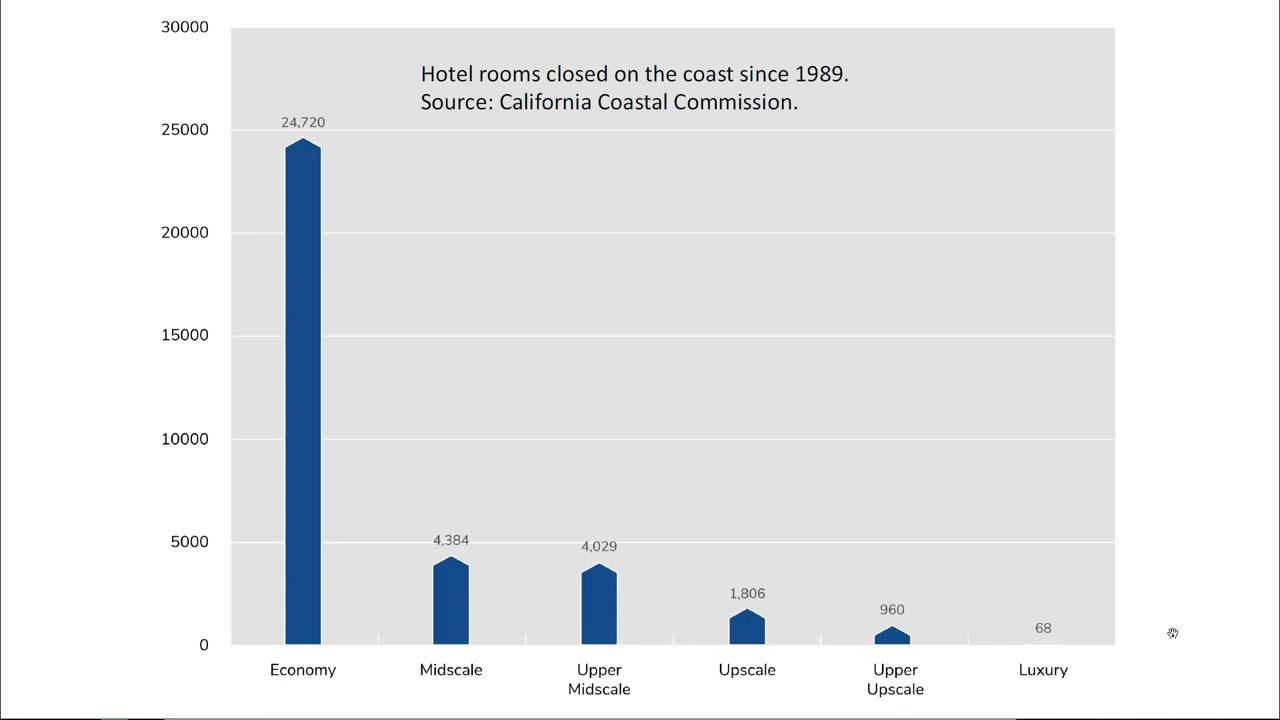 30000
Hotel rooms closed on the coast since 1989.
Source: California Coastal Commission.
24,720
25000
20000
15000
10000
5000
4,384
4,029
1,806
960
68
0
Economy
Midscale
Upper
Midscale
Upscale
Upper
Upscale
Luxury